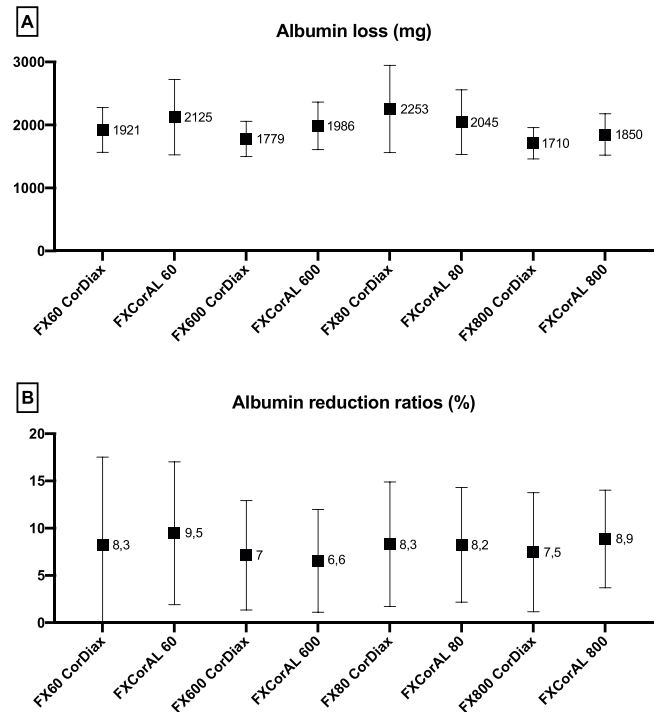 A
Albumin loss (mg)
3000
2000
1000
0
1921
2125
1779
1986
2253
2045
1710
1850
FX60 CorDiax
FXCorAL 60
FX600 CorDiax
FXCorAL 600
FX80 CorDiax
FXCorAL 80
FX800 CorDiax
FXCorAL 800
B
Albumin reduction ratios (%)
20
15
10
5
0
8,3
9,5
7
6,6
8,3
8,2
7,5
8,9
FX60 CorDiax
FXCorAL 60
FX600 CorDiax
FXCorAL 600
FX80 CorDiax
FXCorAL 80
FX800 CorDiax
FXCorAL 800